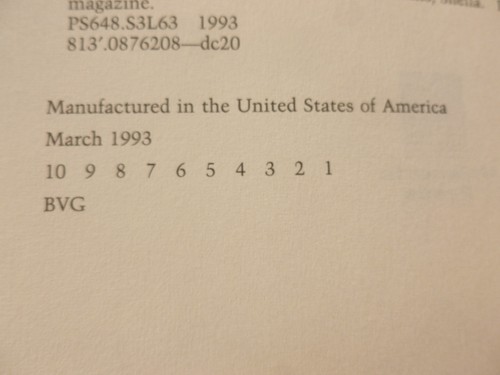 magazine.
PS648.S3L63 1993
813'.0876208—dc20
Manufactured in the United States of America
March 1993
10 9 8 7 6 5 4 3 2 1
BVG